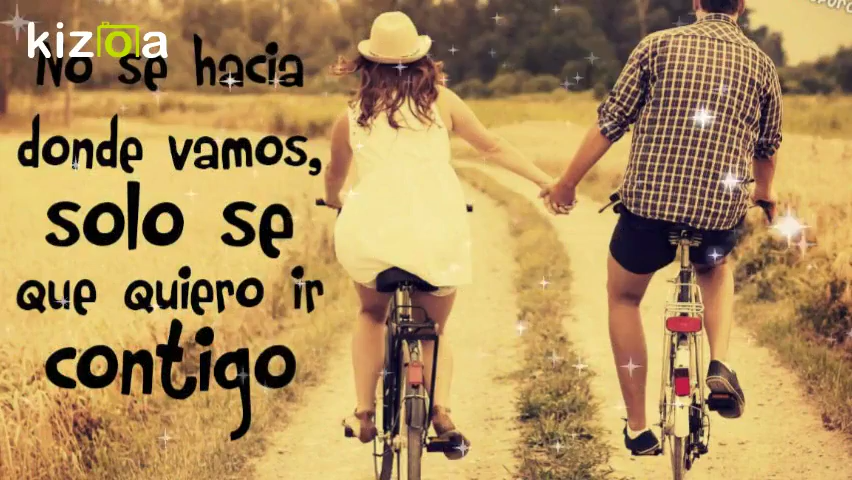 kizoa
No se hacia
donde vamos,
solo se
que quiero ir
contigo